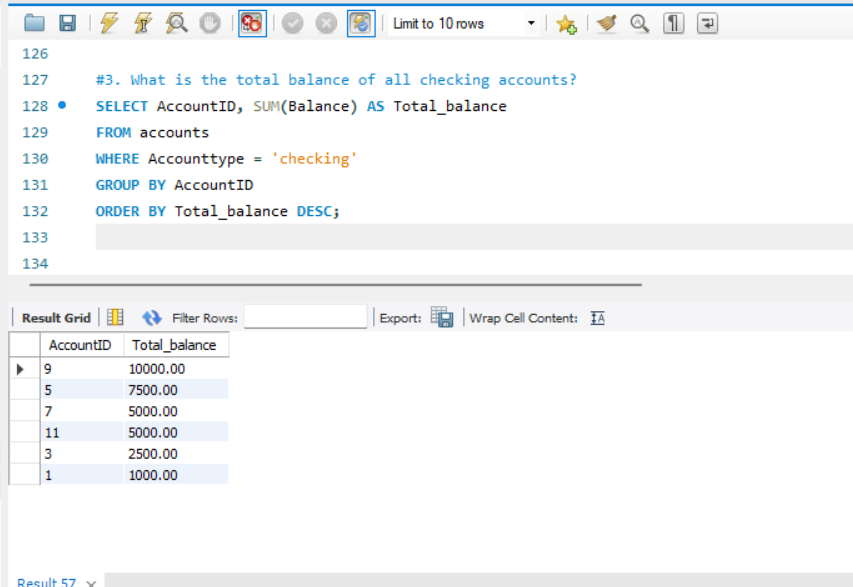 Limit to 10 rows
126
127 #3. What is the total balance of all checking accounts?
128 SELECT AccountID, SUM(Balance) AS Total_balance
129 FROM accounts
130 WHERE Accounttype = 'checking'
131 GROUP BY AccountID
132 ORDER BY Total_balance DESC;
133
134
Result Grid Filter Rows: Export: Wrap Cell Content: IA
AccountID Total_balance
9 10000.00
5 7500.00
7 5000.00
11 5000.00
3 2500.00
1 1000.00
Result 57 ×